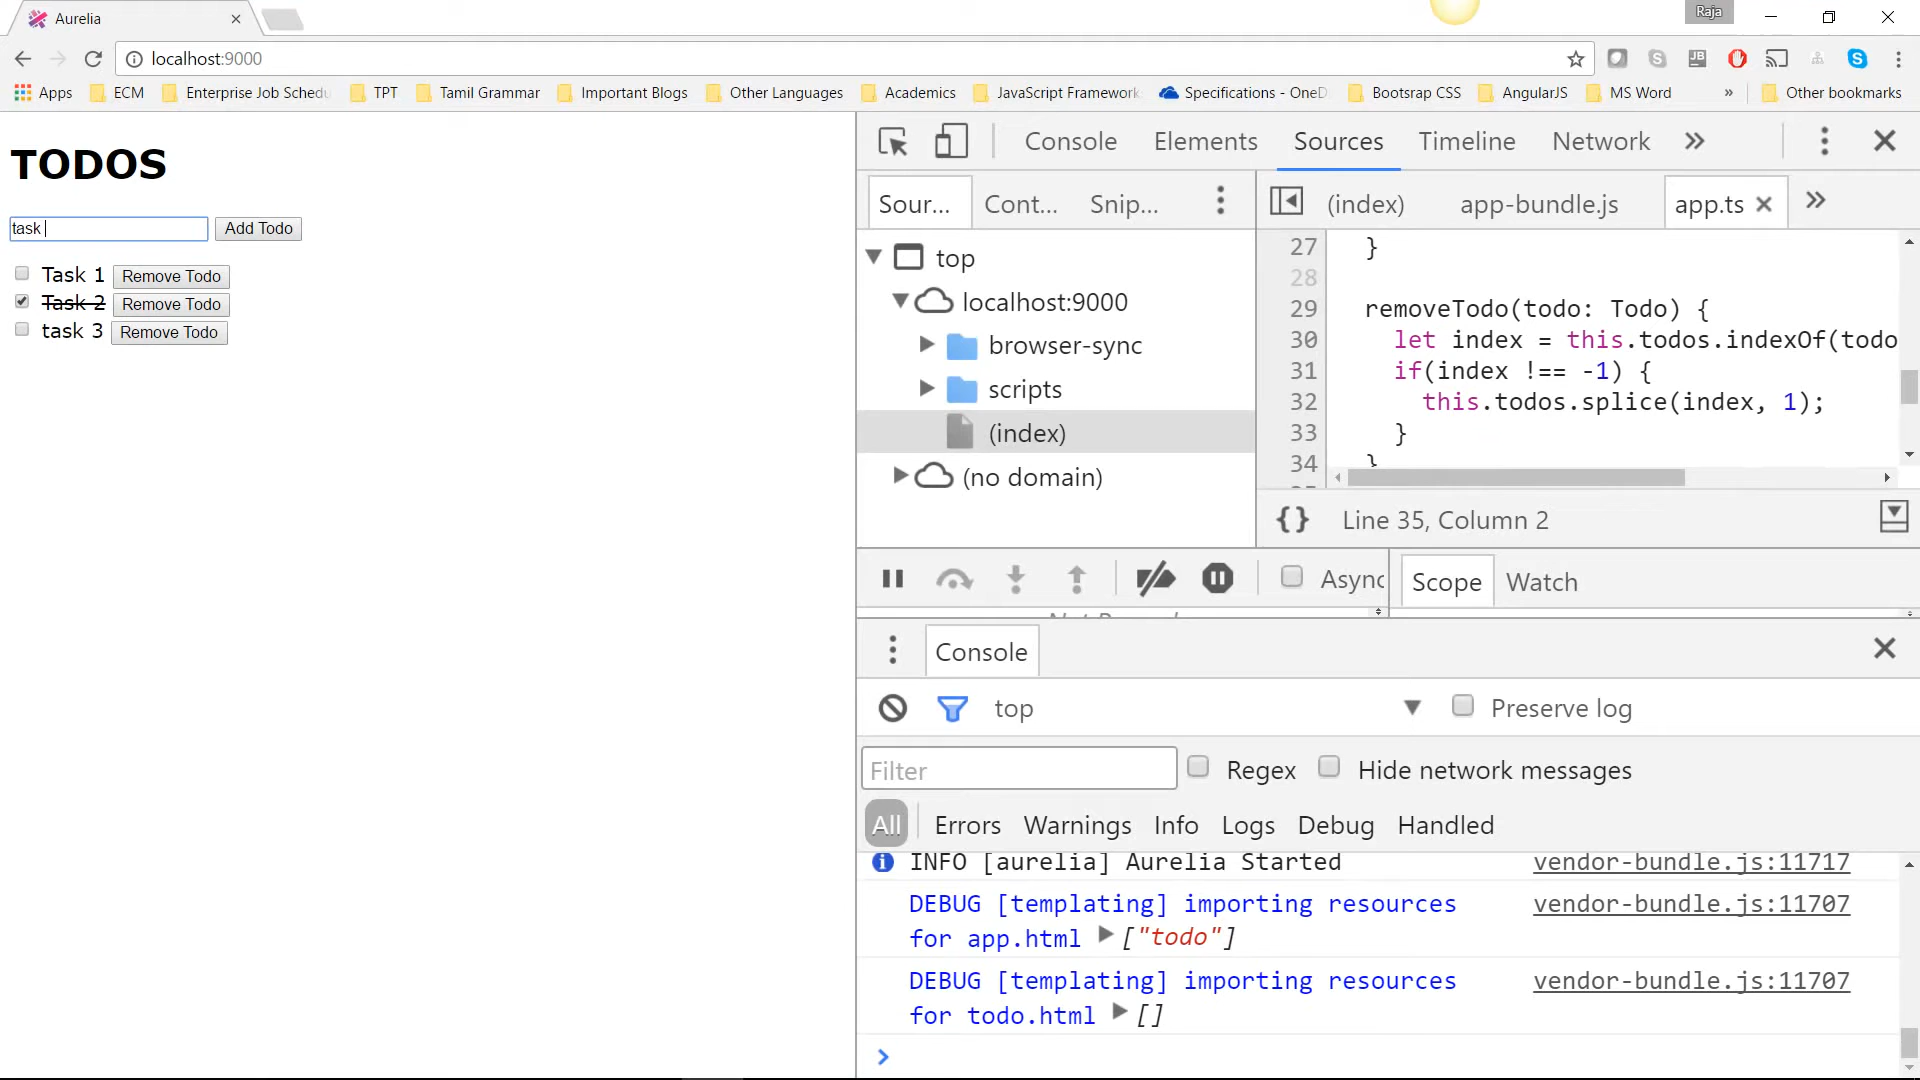 Aurelia
Raja
localhost:9000
Apps
ECM
Enterprise Job Schedu
TPT
Tamil Grammar
Important Blogs
Other Languages
Academics
JavaScript Framework
Specifications - OneD
Bootsrap CSS
AngularJS
MS Word
»
Other bookmarks
TODOS
task
Add Todo
Task 1 Remove Todo
Task 2 Remove Todo
task 3 Remove Todo
Console Elements Sources Timeline Network »
Sour... Cont... Snip...
(index) app-bundle.js app.ts »
top
localhost:9000
browser-sync
scripts
(index)
(no domain)
27 }
28
29 removeTodo(todo: Todo) {
30 let index = this.todos.indexOf(todo
31 if(index !== -1) {
32 this.todos.splice(index, 1);
33 }
34 }
{} Line 35, Column 2
Async
Scope Watch
Console
top
Preserve log
Filter
Regex
Hide network messages
All Errors Warnings Info Logs Debug Handled
INFO [aurelia] Aurelia Started vendor-bundle.js:11717
DEBUG [templating] importing resources vendor-bundle.js:11707
for app.html ▶["todo"]
DEBUG [templating] importing resources vendor-bundle.js:11707
for todo.html ▶[]